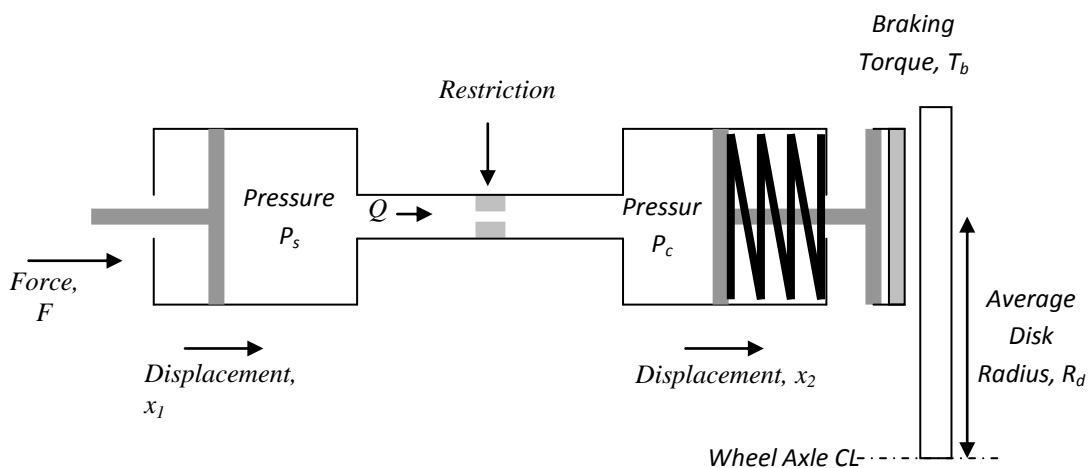 Braking
Torque, Tb
Restriction
Pressure
Ps
Q
Pressur
Pc
Force,
F
Displacement,
x1
Displacement, x2
Average
Disk
Radius, Rd
Wheel Axle CL